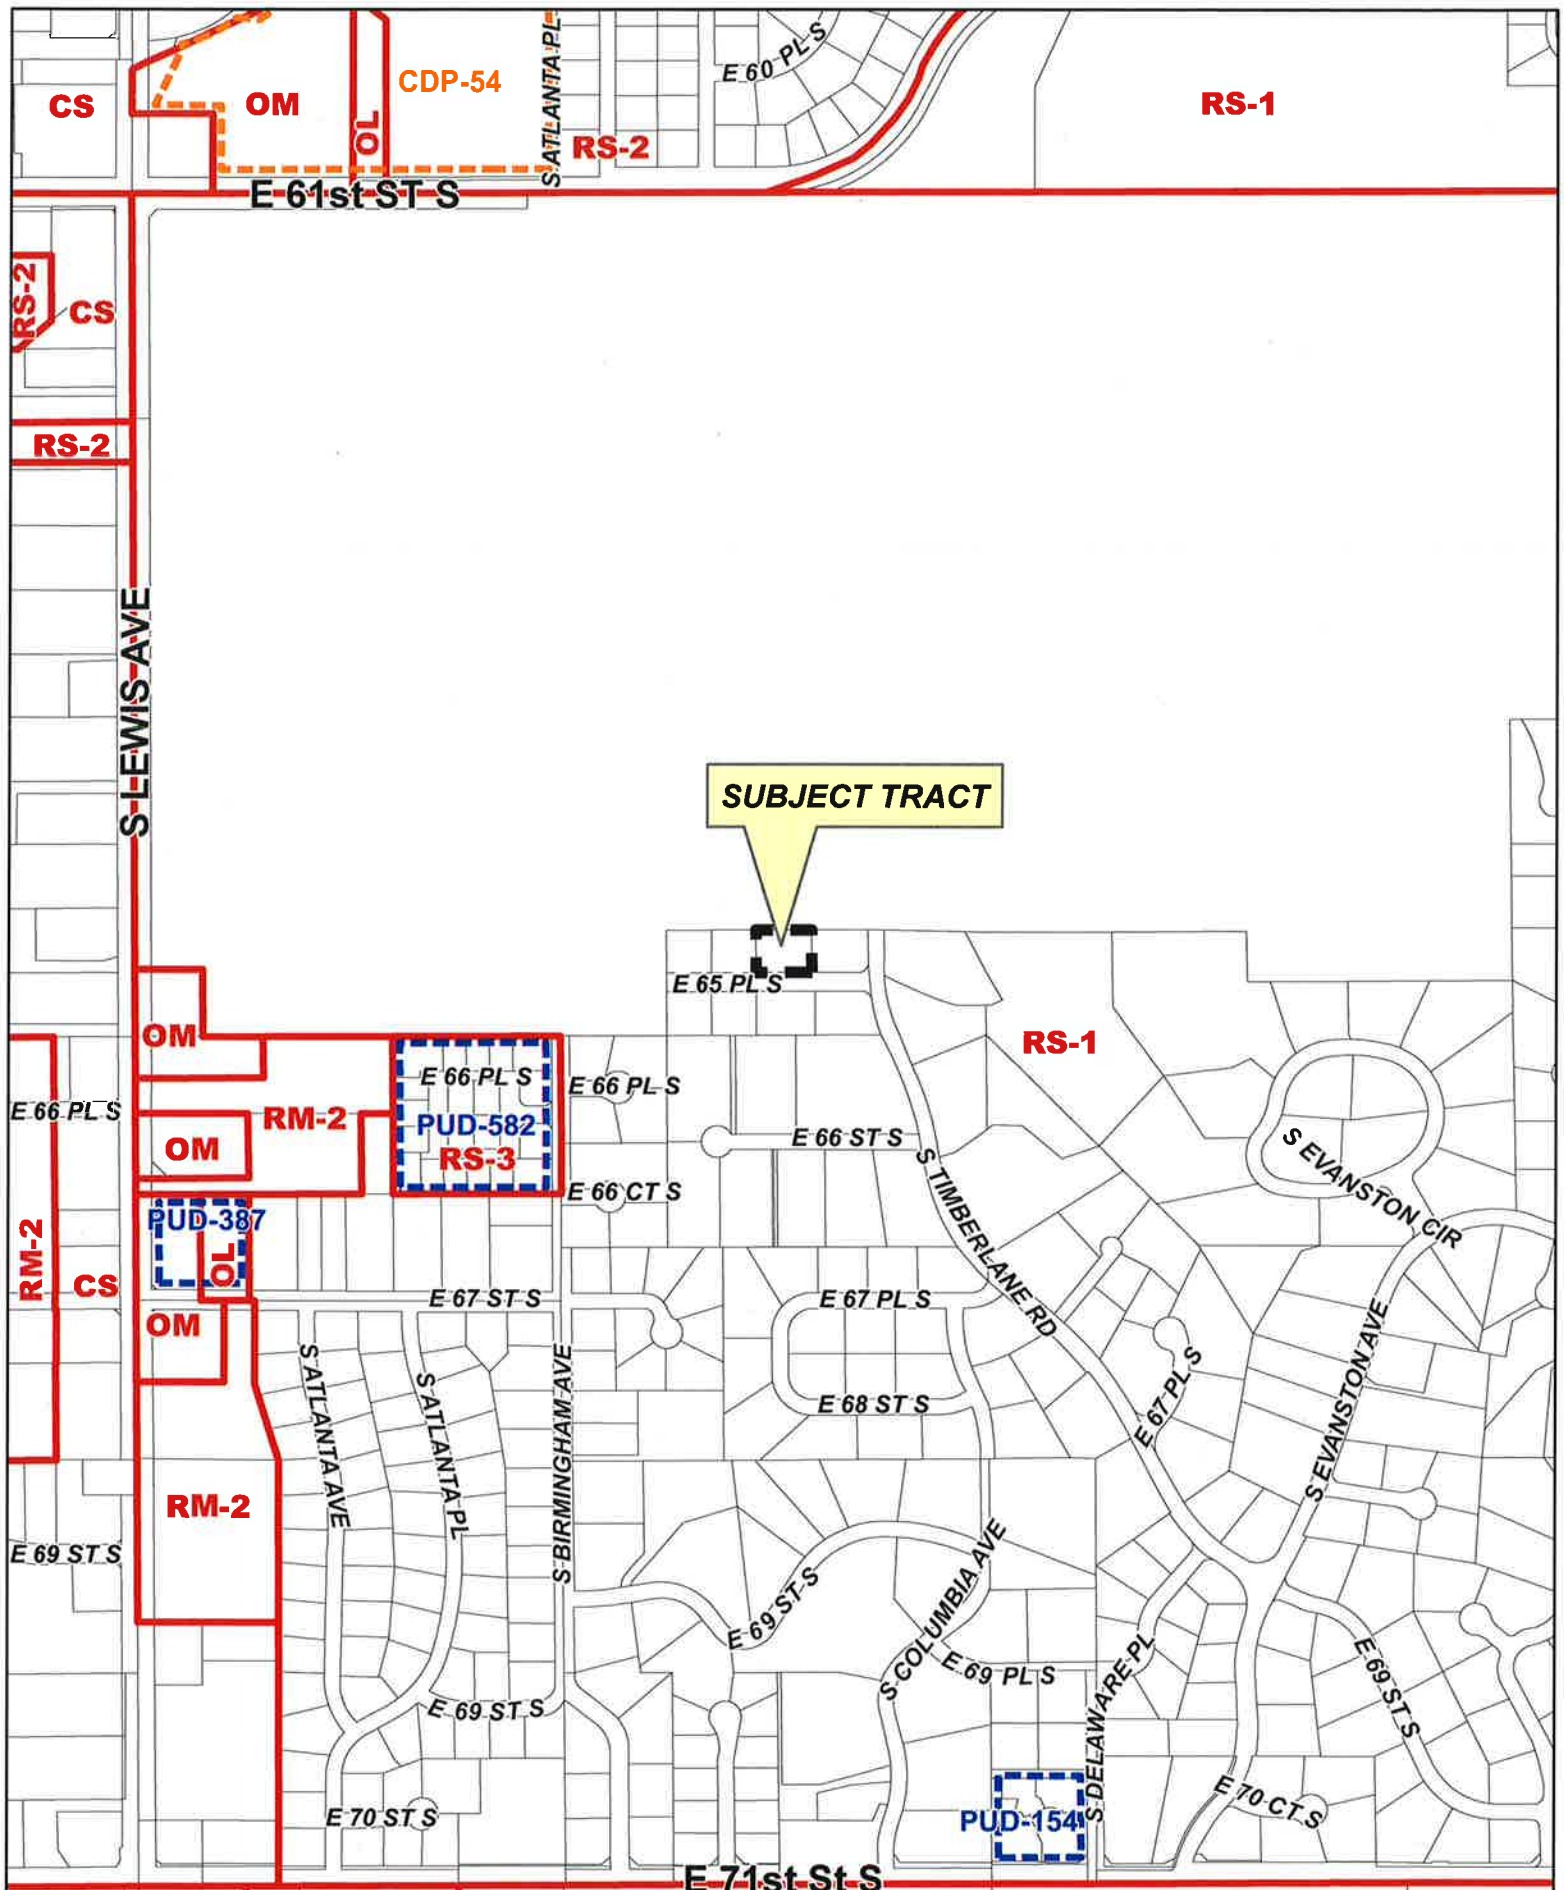 E 60 PL S
S ATLANTA PL
CDP-54
CS
OM
OL
RS-1
RS-2
E 61st ST S
RS-2
CS
RS-2
S LEWIS AVE
SUBJECT TRACT
E 65 PL S
OM
RS-1
E 66 PL S
E 66 PL S
E 66 PL S
RM-2
PUD-582
OM
RS-3
E 66 ST S
S TIMBERLANE RD
S EVANSTON CIR
E 66 CT S
PUD-387
RM-2
OL
CS
E 67 ST S
E 67 PL S
OM
S ATLANTA AVE
S ATLANTA PL
S BIRMINGHAM AVE
E 68 ST S
E 67 PL S
S EVANSTON AVE
RM-2
E 69 ST S
E 69 ST S
S COLUMBIA AVE
E 69 PL S
S DELAWARE PL
E 69 ST S
E 69 ST S
E 70 ST S
PUD-154
E 70 CT S
E 71st St S